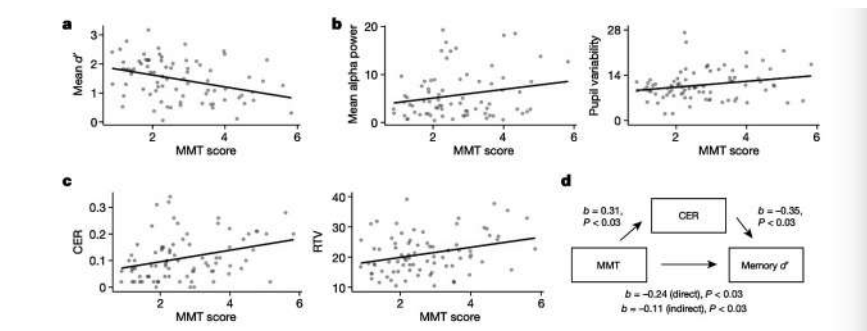 a
Mean d′
3
2
1
0
2
4
6
MMT score
b
Mean alpha power
20
10
0
2
4
6
MMT score
Pupil variability
28
14
0
2
4
6
MMT score
c
CER
0.3
0.2
0.1
0
2
4
6
MMT score
RTV
40
30
20
10
2
4
6
MMT score
d
b = 0.31,
P < 0.03
CER
b = −0.35,
P < 0.03
MMT
Memory d′
b = −0.24 (direct), P < 0.03
b = −0.11 (indirect), P < 0.03